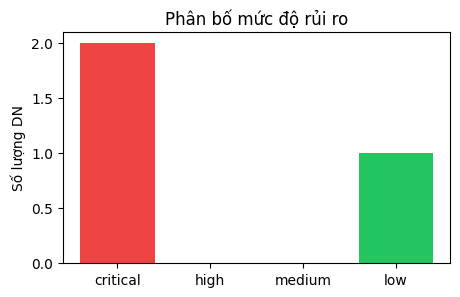 Phân bố mức độ rủi ro
Số lượng DN
2.0
1.5
1.0
0.5
0.0
critical high medium low